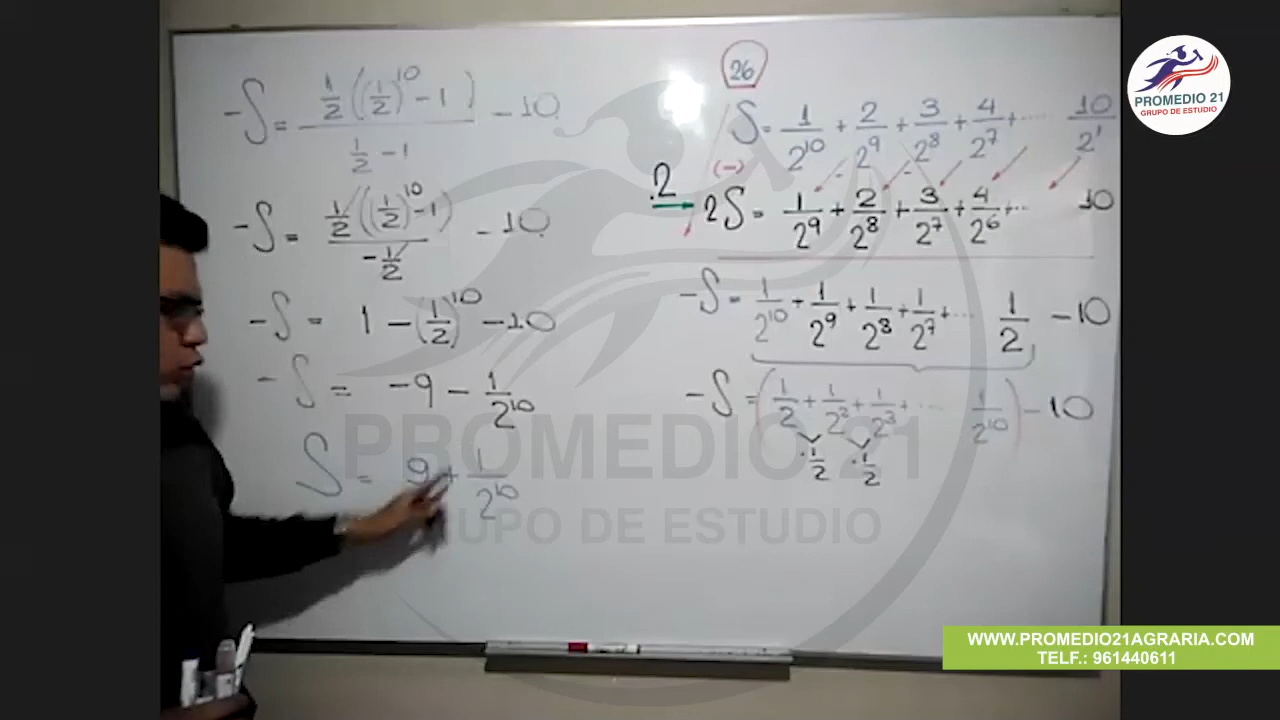 PROMEDIO 21
GRUPO DE ESTUDIO
26
S = 1/2^10 + 2/2^9 + 3/2^8 + 4/2^7 + ..... 10/2^1
(-)
.2 → 2S = 1/2^9 + 2/2^8 + 3/2^7 + 4/2^6 + ... 10
-S = 1/2^10 + 1/2^9 + 1/2^8 + 1/2^7 + ..... 1/2 - 10
-S = (1/2 + 1/2^2 + 1/2^3 + ..... 1/2^10) - 10
.1/2 .1/2
-S = 1/2((1/2)^10 - 1) / (1/2 - 1) - 10
-S = 1/2((1/2)^10 - 1) / (-1/2) - 10
-S = 1 - (1/2)^10 - 10
-S = -9 - 1/2^10
S = 9 + 1/2^10
PROMEDIO 21
GRUPO DE ESTUDIO
WWW.PROMEDIO21AGRARIA.COM
TELF.: 961440611